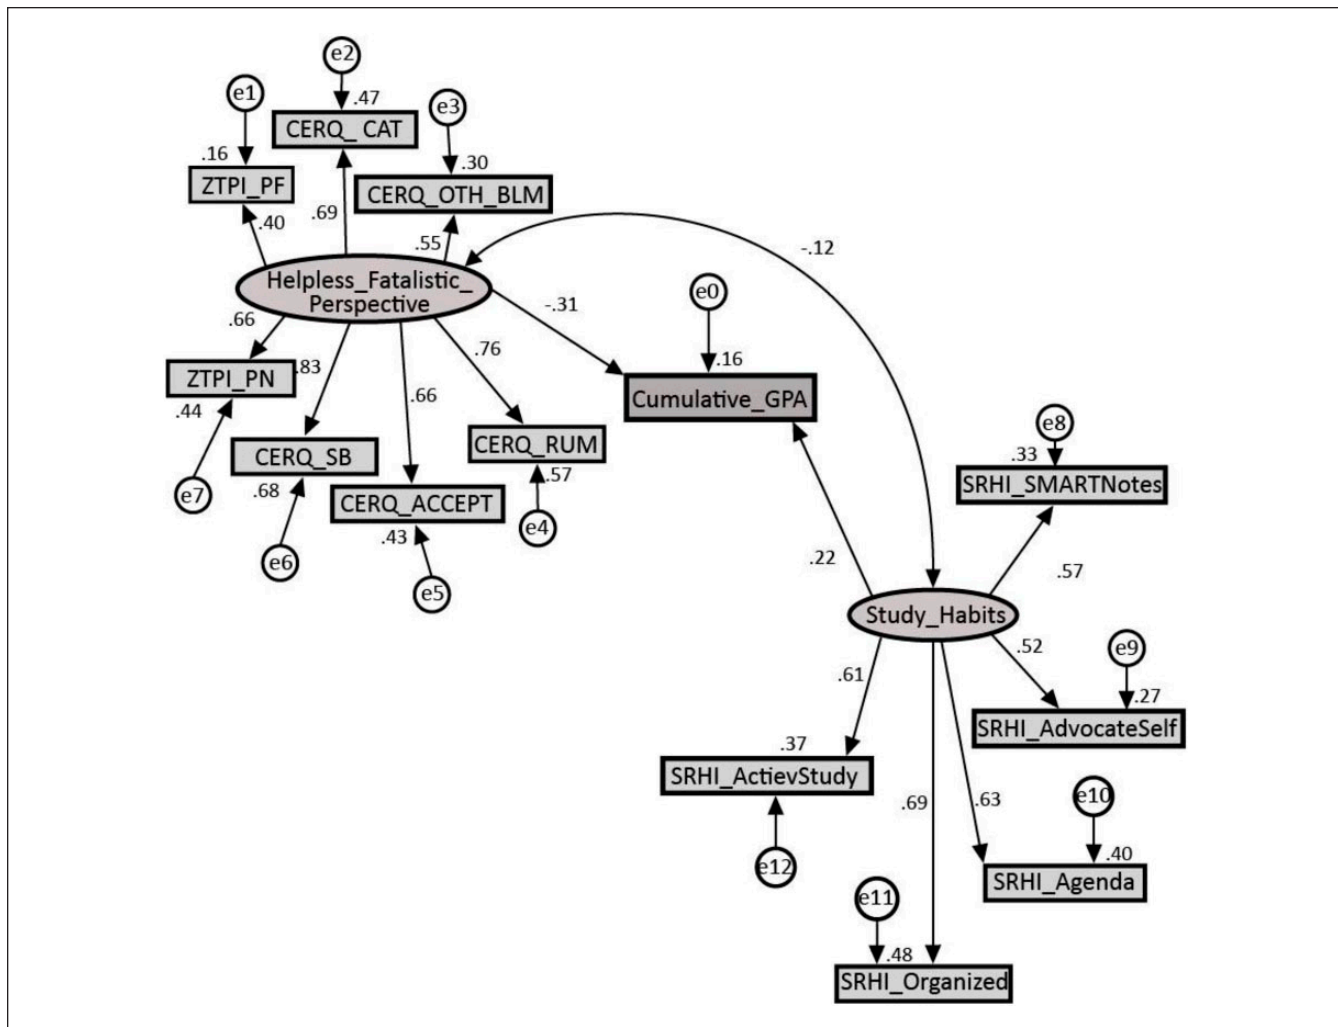 e2
.47
e1
e3
CERQ_ CAT
.16
.30
ZTPI_PF
CERQ_OTH_BLM
.40
.69
.55
-.12
Helpless_Fatalistic_
Perspective
e0
-.31
.66
.76
.83
.16
ZTPI_PN
.66
Cumulative_GPA
.44
CERQ_RUM
e8
CERQ_SB
.57
.33
.68
SRHI_SMARTNotes
e7
CERQ_ACCEPT
.43
e4
e6
.22
.57
e5
Study_Habits
.52
e9
.61
.27
SRHI_AdvocateSelf
.37
SRHI_ActievStudy
.69
.63
e10
.40
e12
SRHI_Agenda
e11
.48
SRHI_Organized